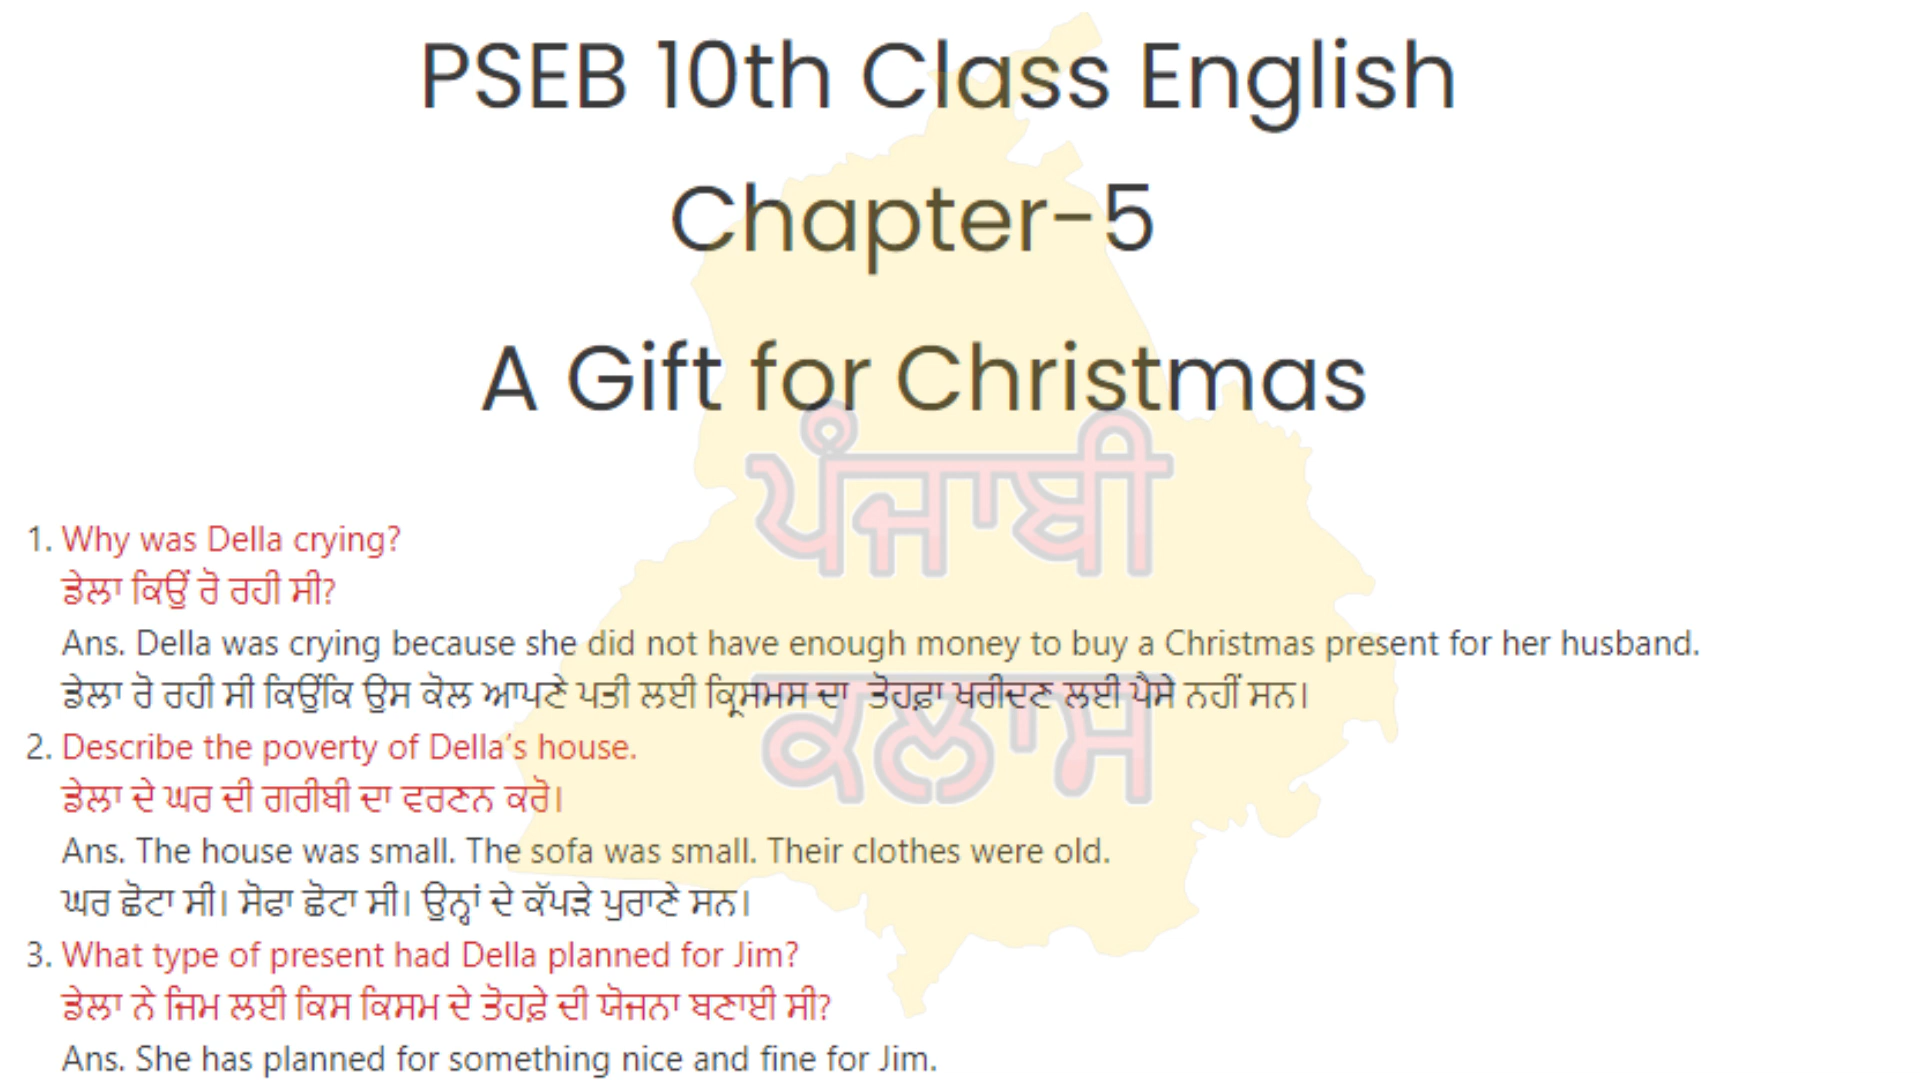 PSEB 10th Class English
Chapter-5
A Gift for Christmas
ਪੰਜਾਬੀ
ਕਲਾਸ
1. Why was Della crying?
ਡੇਲਾ ਕਿਉਂ ਰੋ ਰਹੀ ਸੀ?
Ans. Della was crying because she did not have enough money to buy a Christmas present for her husband.
ਡੇਲਾ ਰੋ ਰਹੀ ਸੀ ਕਿਉਂਕਿ ਉਸ ਕੋਲ ਆਪਣੇ ਪਤੀ ਲਈ ਕ੍ਰਿਸਮਸ ਦਾ ਤੋਹਫ਼ਾ ਖਰੀਦਣ ਲਈ ਪੈਸੇ ਨਹੀਂ ਸਨ।
2. Describe the poverty of Della's house.
ਡੇਲਾ ਦੇ ਘਰ ਦੀ ਗਰੀਬੀ ਦਾ ਵਰਣਨ ਕਰੋ।
Ans. The house was small. The sofa was small. Their clothes were old.
ਘਰ ਛੋਟਾ ਸੀ। ਸੋਫਾ ਛੋਟਾ ਸੀ। ਉਨ੍ਹਾਂ ਦੇ ਕੱਪੜੇ ਪੁਰਾਣੇ ਸਨ।
3. What type of present had Della planned for Jim?
ਡੇਲਾ ਨੇ ਜਿਮ ਲਈ ਕਿਸ ਕਿਸਮ ਦੇ ਤੋਹਫ਼ੇ ਦੀ ਯੋਜਨਾ ਬਣਾਈ ਸੀ?
Ans. She has planned for something nice and fine for Jim.